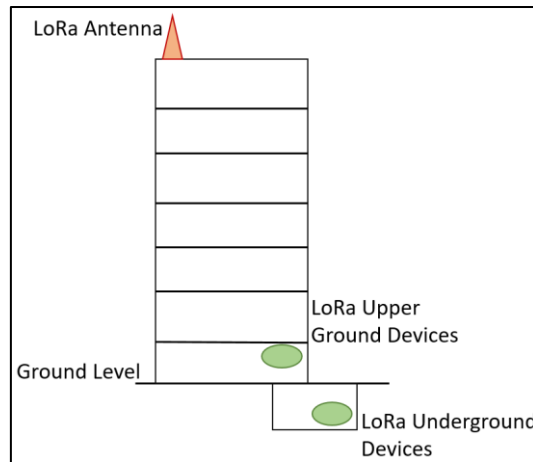 LoRa Antenna
LoRa Upper
Ground Devices
Ground Level
LoRa Underground
Devices